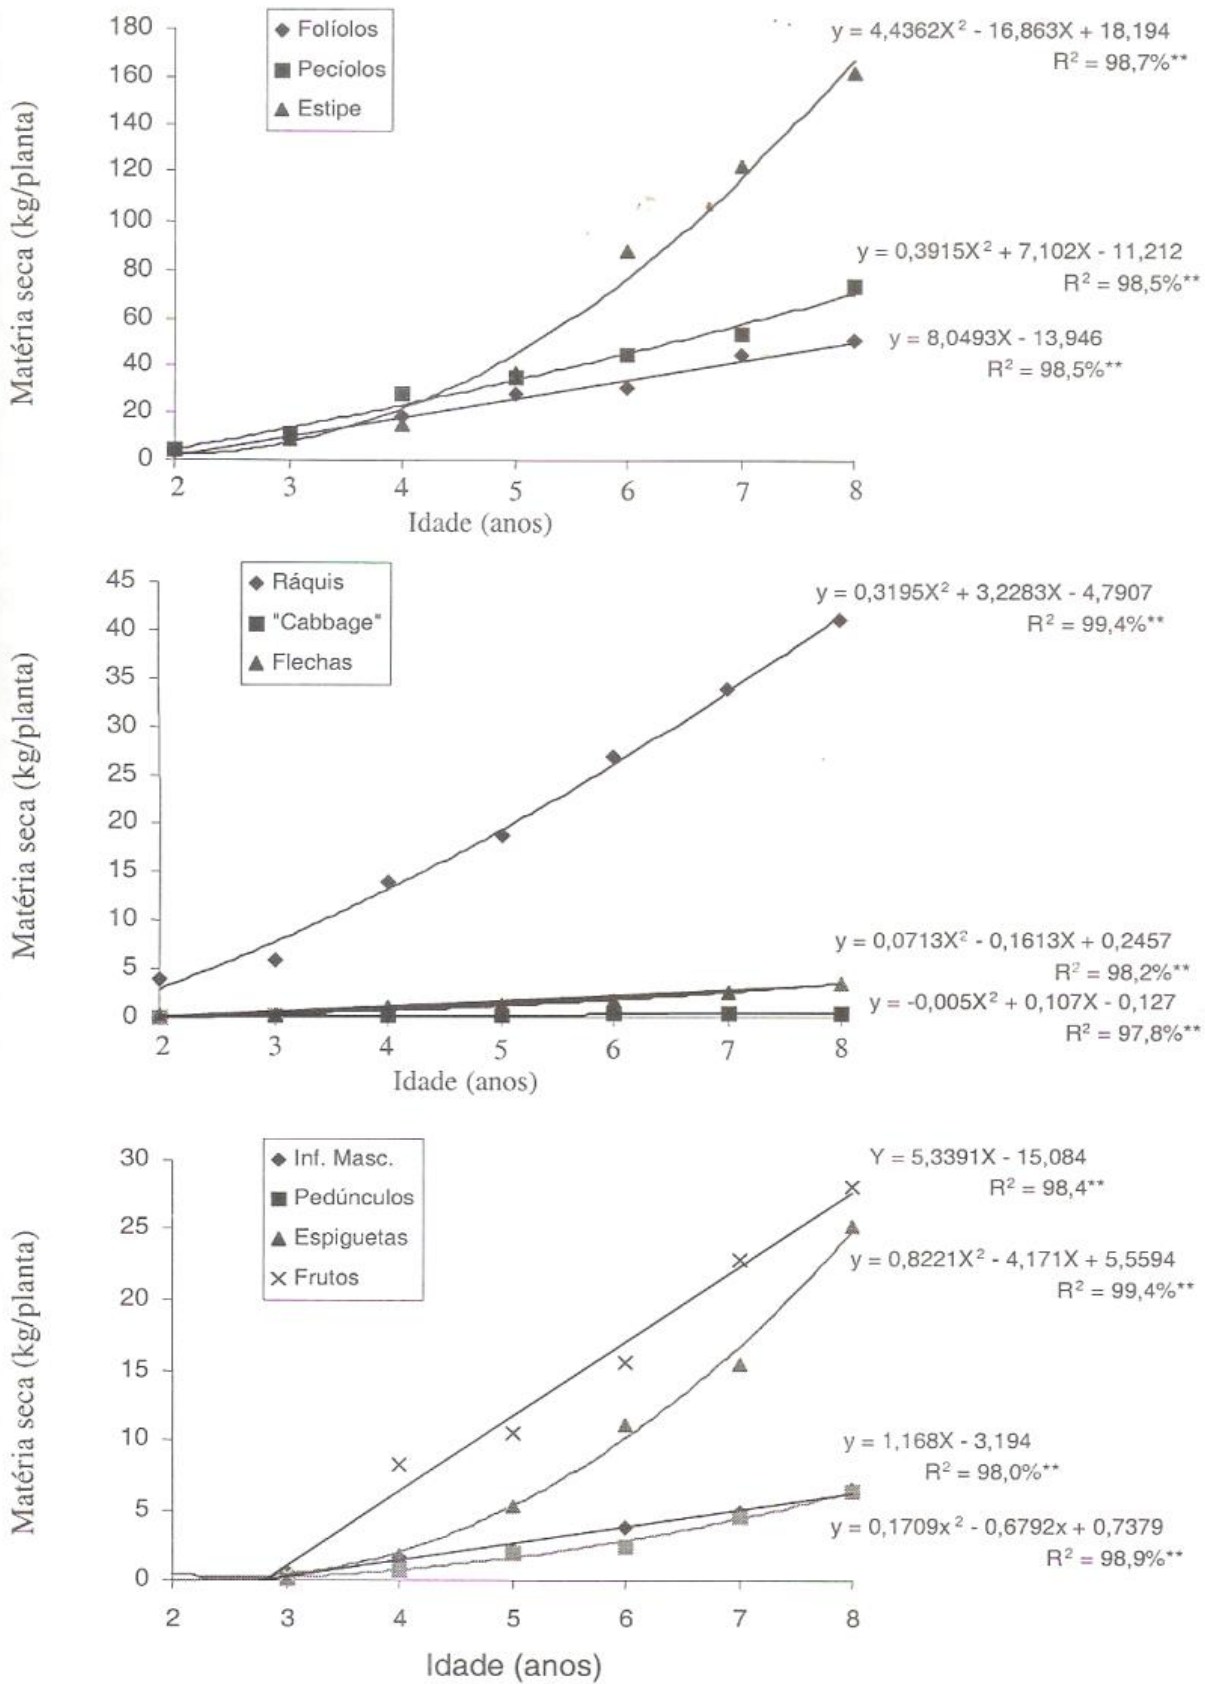 180
160
140
120
100
80
60
40
20
0
Matéria seca (kg/planta)
Folíolos
Pecíolos
Estipe
y = 4,4362X² - 16,863X + 18,194
R² = 98,7%**
y = 0,3915X² + 7,102X - 11,212
R² = 98,5%**
y = 8,0493X - 13,946
R² = 98,5%**
2 3 4 5 6 7 8
Idade (anos)
45
40
35
30
25
20
15
10
5
0
Matéria seca (kg/planta)
Ráquis
"Cabbage"
Flechas
y = 0,3195X² + 3,2283X - 4,7907
R² = 99,4%**
y = 0,0713X² - 0,1613X + 0,2457
R² = 98,2%**
y = -0,005X² + 0,107X - 0,127
R² = 97,8%**
2 3 4 5 6 7 8
Idade (anos)
30
25
20
15
10
5
0
Matéria seca (kg/planta)
Inf. Masc.
Pedúnculos
Espiguetas
Frutos
Y = 5,3391X - 15,084
R² = 98,4**
y = 0,8221X² - 4,171X + 5,5594
R² = 99,4%**
y = 1,168X - 3,194
R² = 98,0%**
y = 0,1709x² - 0,6792x + 0,7379
R² = 98,9%**
2 3 4 5 6 7 8
Idade (anos)